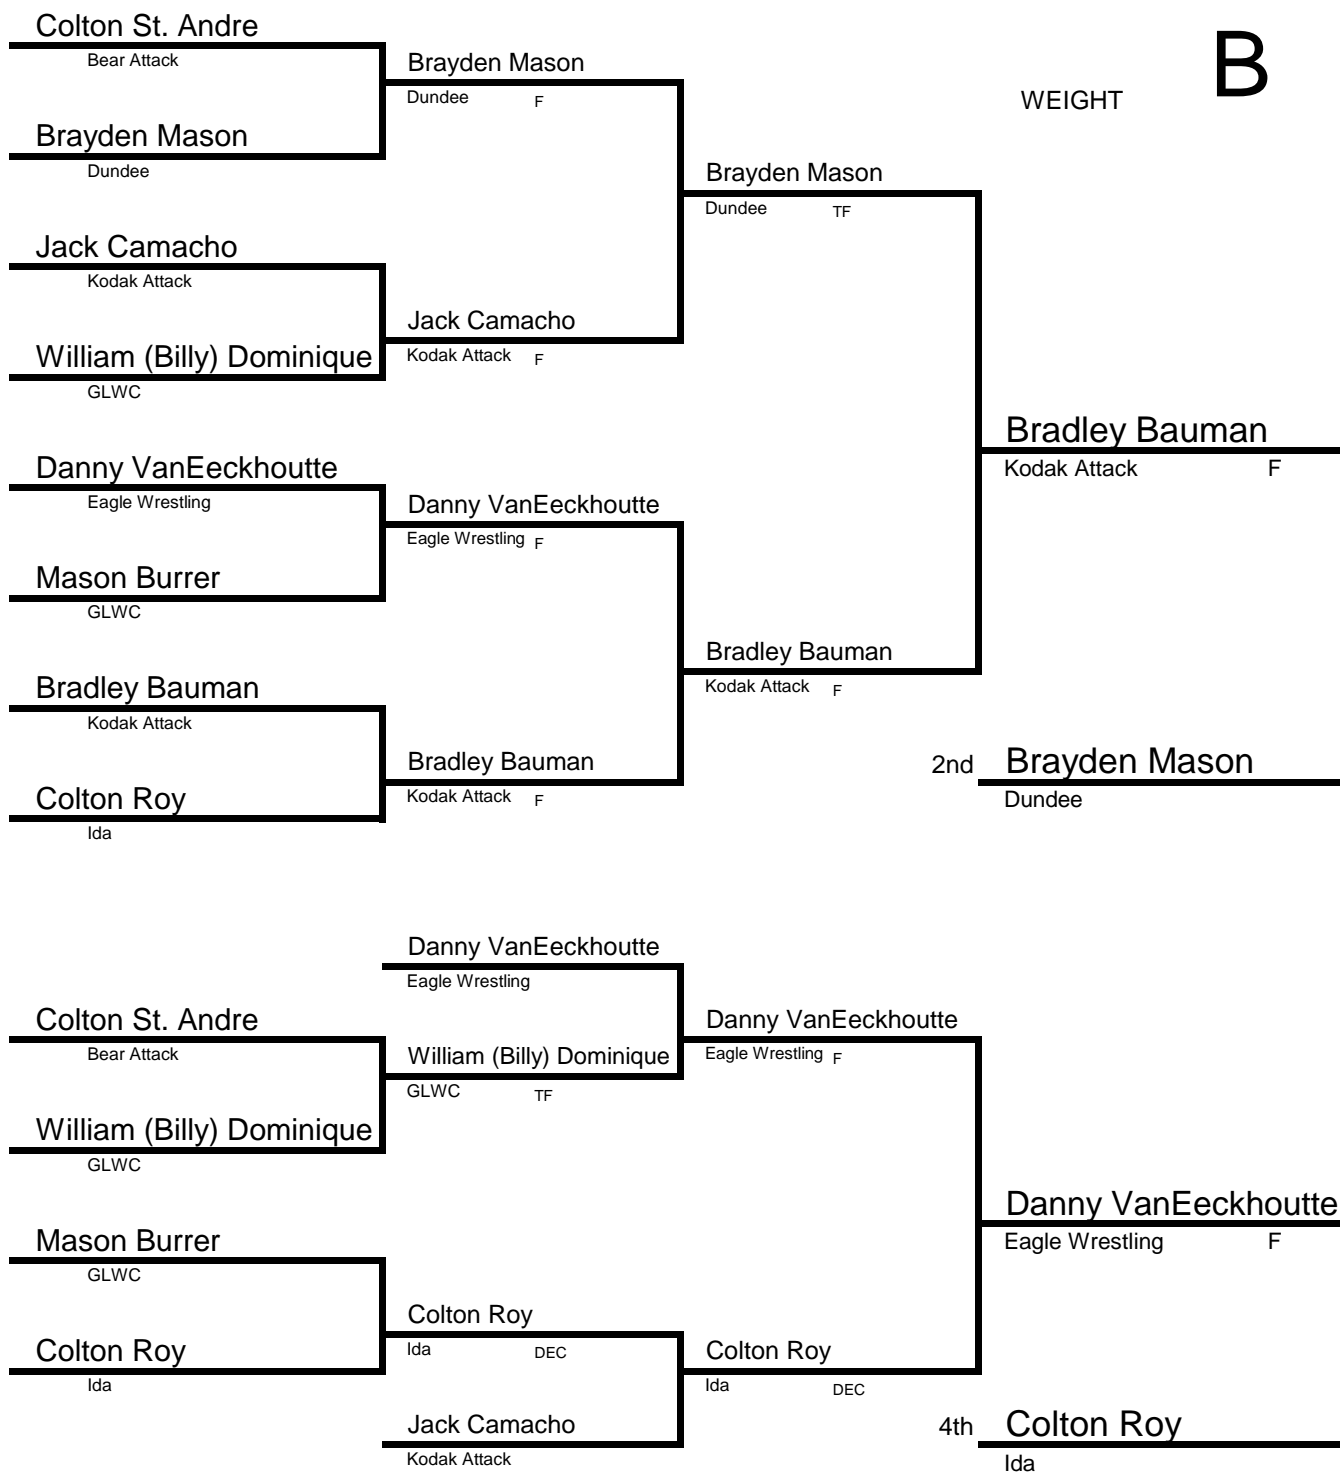 Colton St. Andre
Bear Attack
Brayden Mason
Dundee F
B
WEIGHT
Brayden Mason
Dundee
Brayden Mason
Dundee TF
Jack Camacho
Kodak Attack
Jack Camacho
Kodak Attack F
William (Billy) Dominique
GLWC
Bradley Bauman
Kodak Attack F
Danny VanEeckhoutte
Eagle Wrestling
Danny VanEeckhoutte
Eagle Wrestling F
Mason Burrer
GLWC
Bradley Bauman
Kodak Attack F
Bradley Bauman
Kodak Attack
Bradley Bauman
Kodak Attack F
2nd Brayden Mason
Dundee
Colton Roy
Ida
Danny VanEeckhoutte
Eagle Wrestling
Colton St. Andre
Bear Attack
Danny VanEeckhoutte
Eagle Wrestling F
William (Billy) Dominique
GLWC TF
William (Billy) Dominique
GLWC
Danny VanEeckhoutte
Eagle Wrestling F
Mason Burrer
GLWC
Colton Roy
Ida DEC
Colton Roy
Ida
Colton Roy
Ida DEC
Jack Camacho
Kodak Attack
4th Colton Roy
Ida